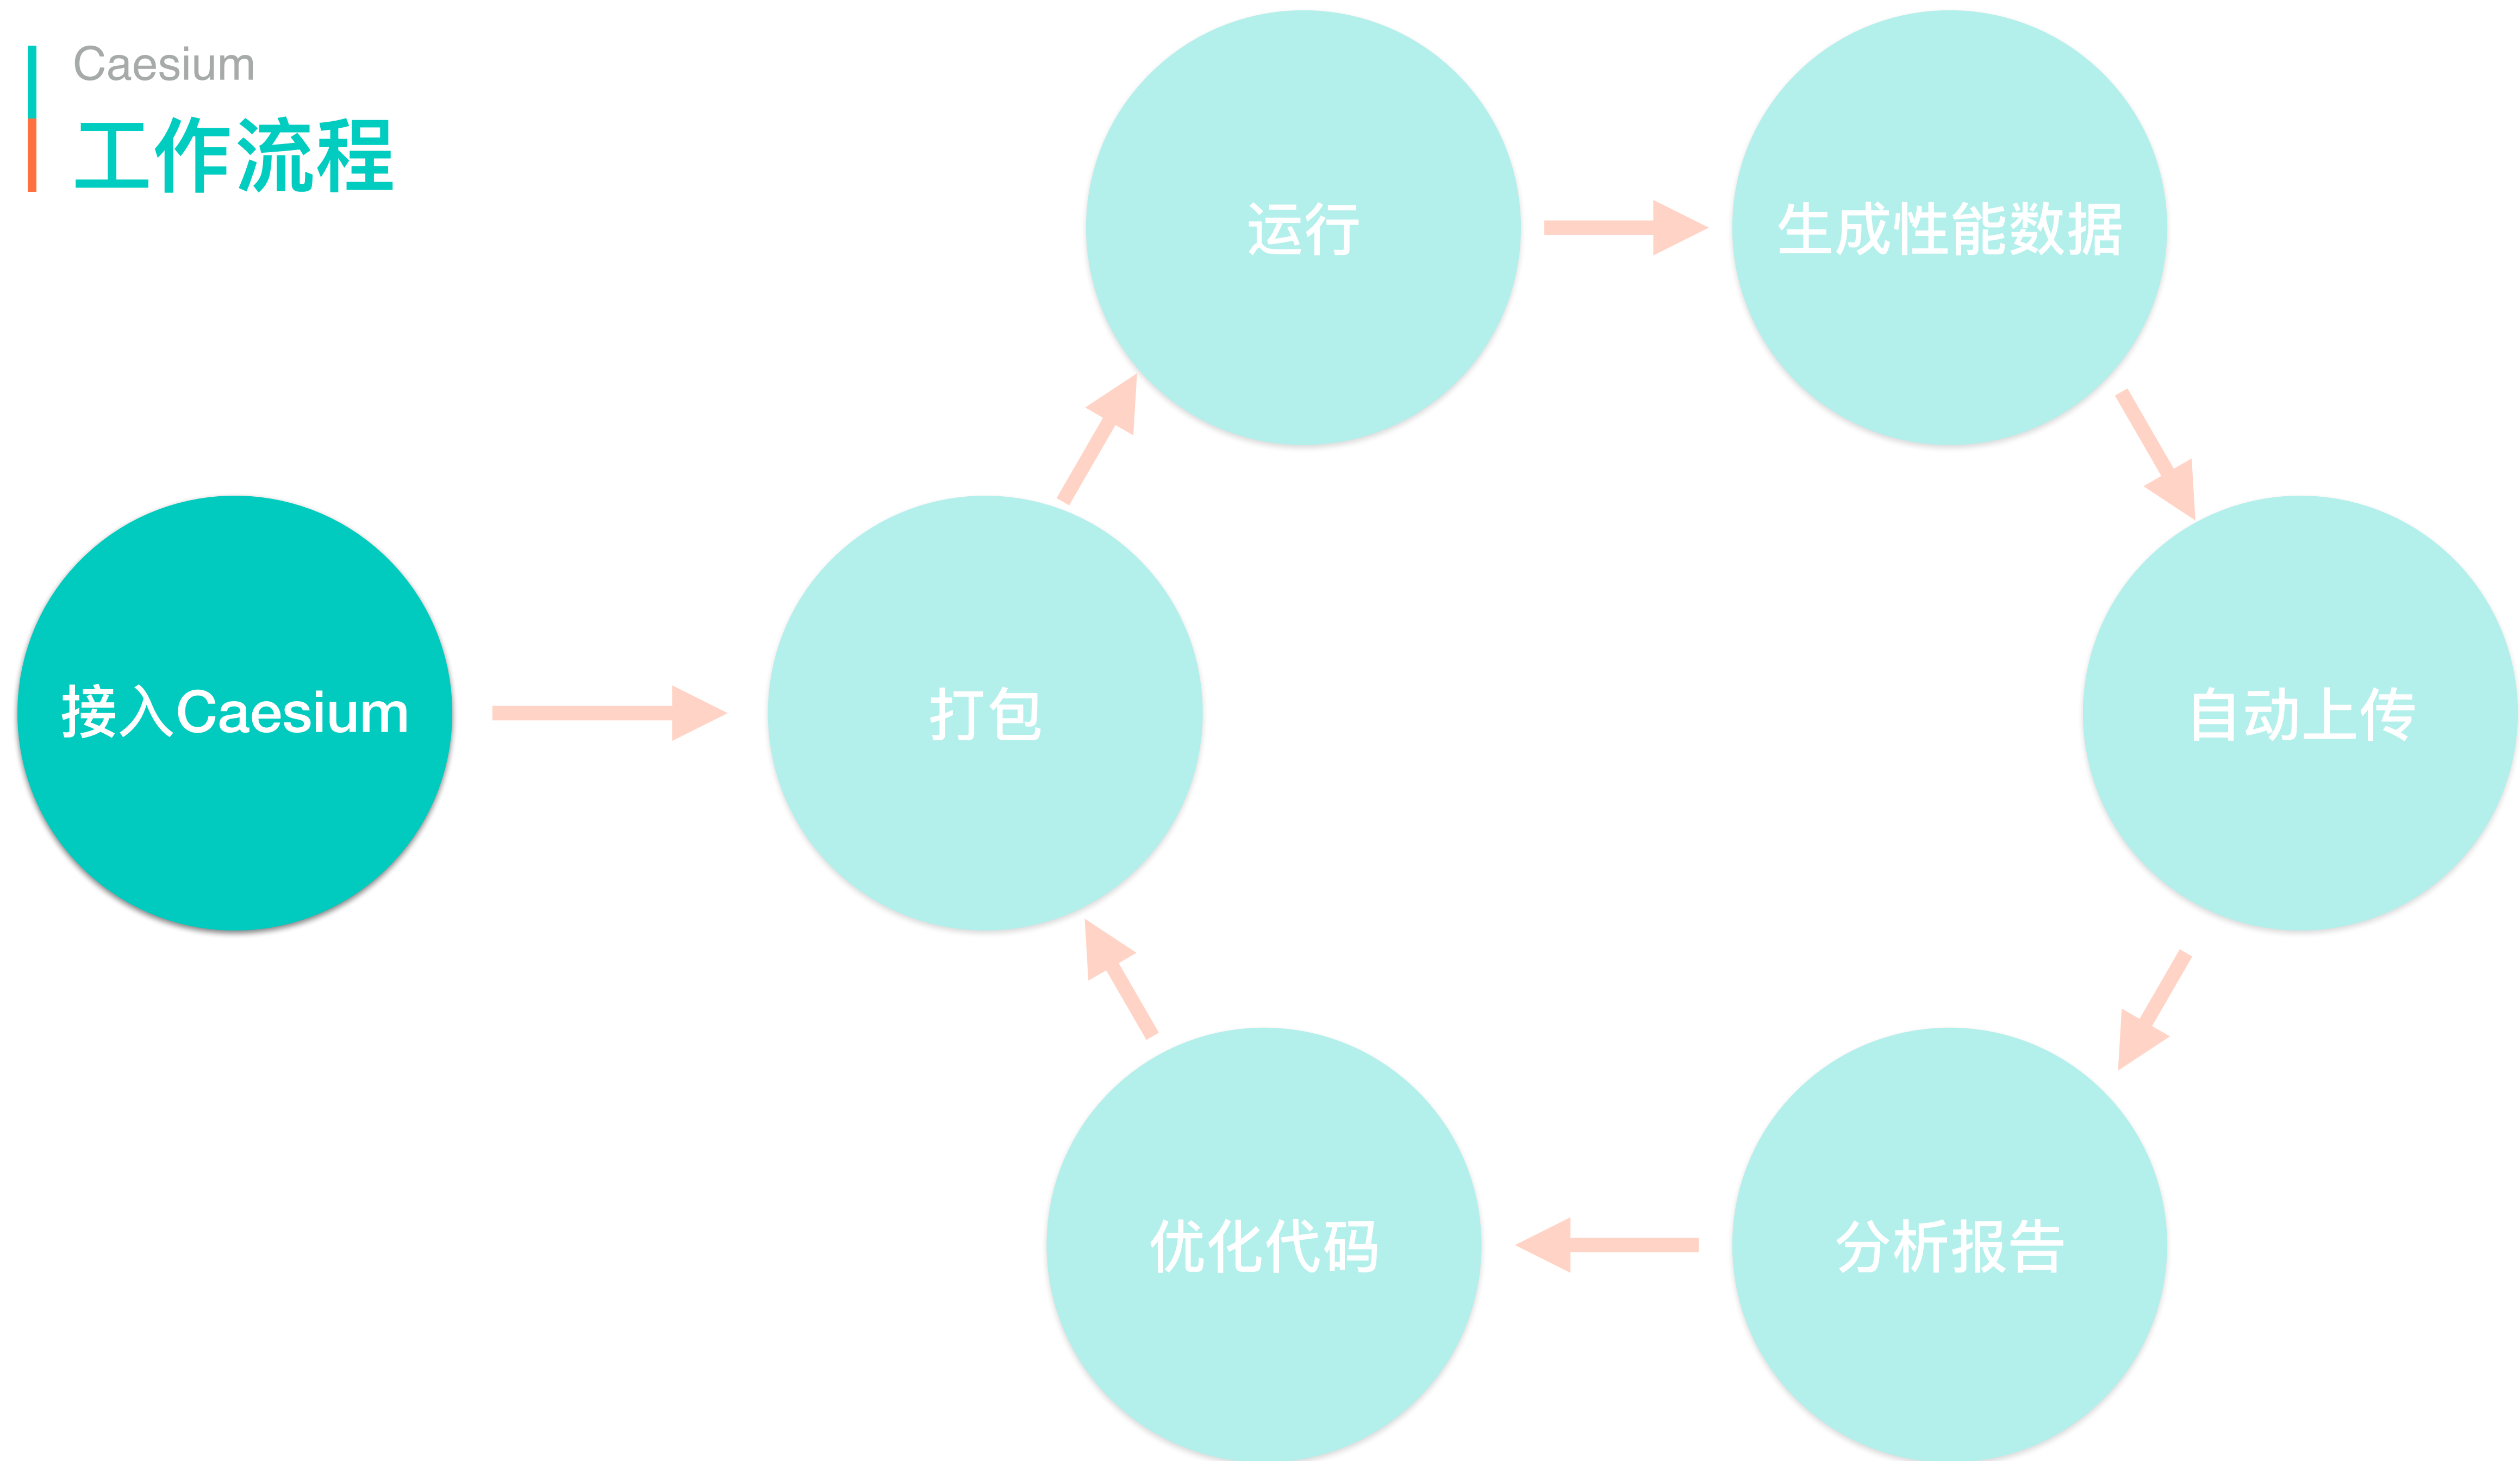 Caesium
工作流程
运行
生成性能数据
接入Caesium
打包
自动上传
优化代码
分析报告